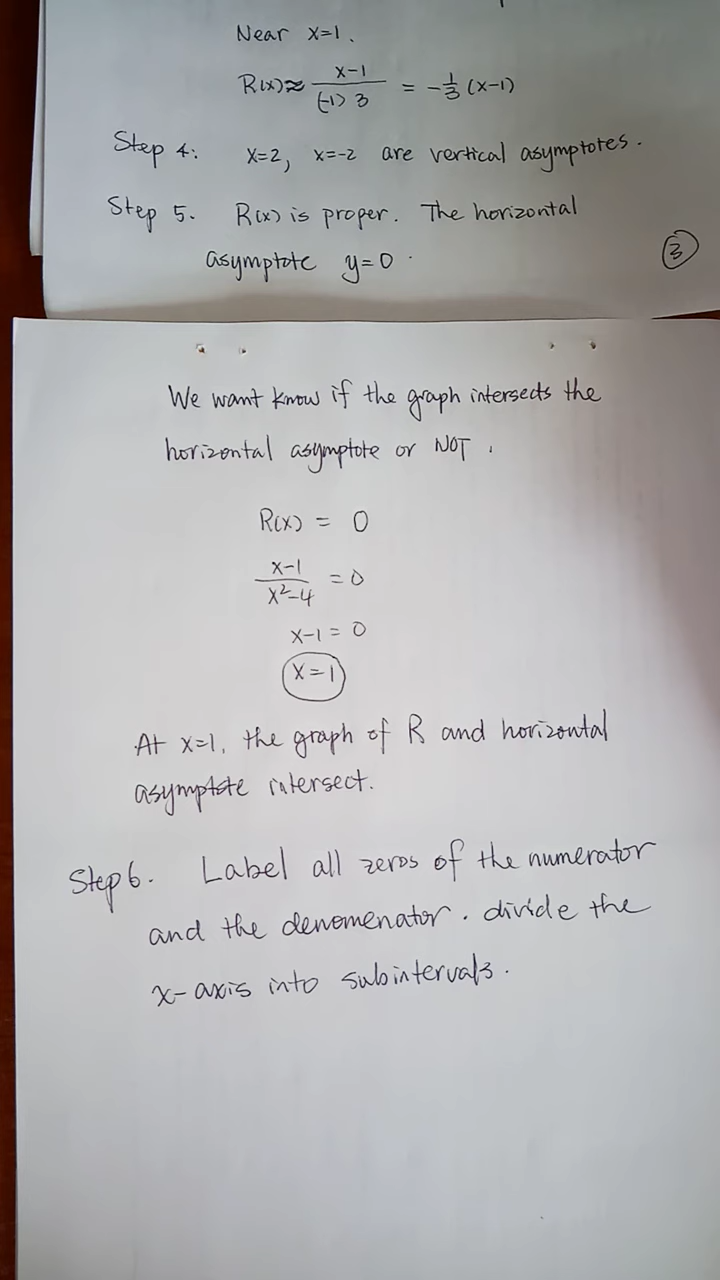 Near x=1.
R(x)≈ x-1 / (-1) 3 = -1/3 (x-1)
Step 4: x=2, x=-2 are vertical asymptotes.
Step 5. R(x) is proper. The horizontal
asymptote y=0.
3
We want know if the graph intersects the
horizontal asymptote or NOT.
R(x) = 0
x-1 / x²-4 = 0
x-1 = 0
x=1
At x=1, the graph of R and horizontal
asymptote intersect.
Step 6. Label all zeros of the numerator
and the denomenator. divide the
x-axis into subintervals.